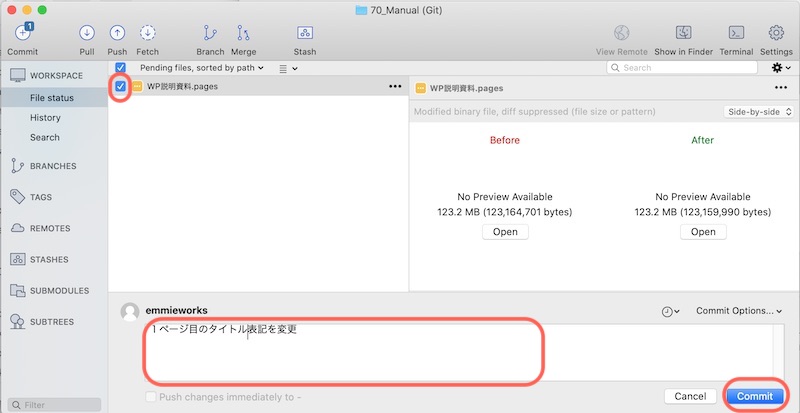 70_Manual (Git)
1
Commit
Pull
Push
Fetch
Branch
Merge
Stash
View Remote
Show in Finder
Terminal
Settings
WORKSPACE
File status
History
Search
BRANCHES
TAGS
REMOTES
STASHES
SUBMODULES
SUBTREES
Filter
Pending files, sorted by path
Search
WP説明資料.pages
WP説明資料.pages
Modified binary file, diff suppressed (file size or pattern)
Side-by-side
Before
After
No Preview Available
No Preview Available
123.2 MB (123,164,701 bytes)
123.2 MB (123,159,990 bytes)
Open
Open
emmieworks
Commit Options...
１ページ目のタイトル表記を変更
Push changes immediately to -
Cancel
Commit